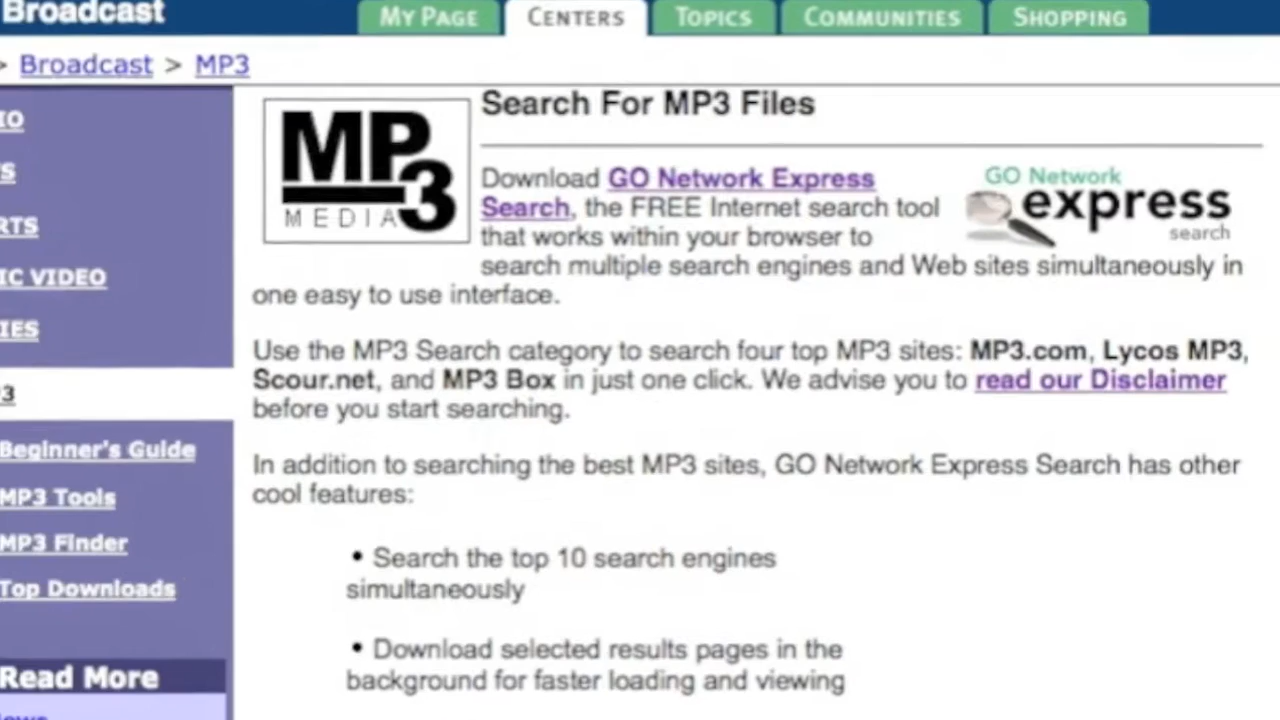 Broadcast
MY PAGE
CENTERS
TOPICS
COMMUNITIES
SHOPPING
> Broadcast > MP3
IO
S
RTS
IC VIDEO
IES
3
Beginner's Guide
MP3 Tools
MP3 Finder
Top Downloads
Read More
MP3
MEDIA
Search For MP3 Files
Download GO Network Express
Search, the FREE Internet search tool
that works within your browser to
search multiple search engines and Web sites simultaneously in
one easy to use interface.
GO Network
express
search
Use the MP3 Search category to search four top MP3 sites: MP3.com, Lycos MP3,
Scour.net, and MP3 Box in just one click. We advise you to read our Disclaimer
before you start searching.
In addition to searching the best MP3 sites, GO Network Express Search has other
cool features:
• Search the top 10 search engines
simultaneously
• Download selected results pages in the
background for faster loading and viewing